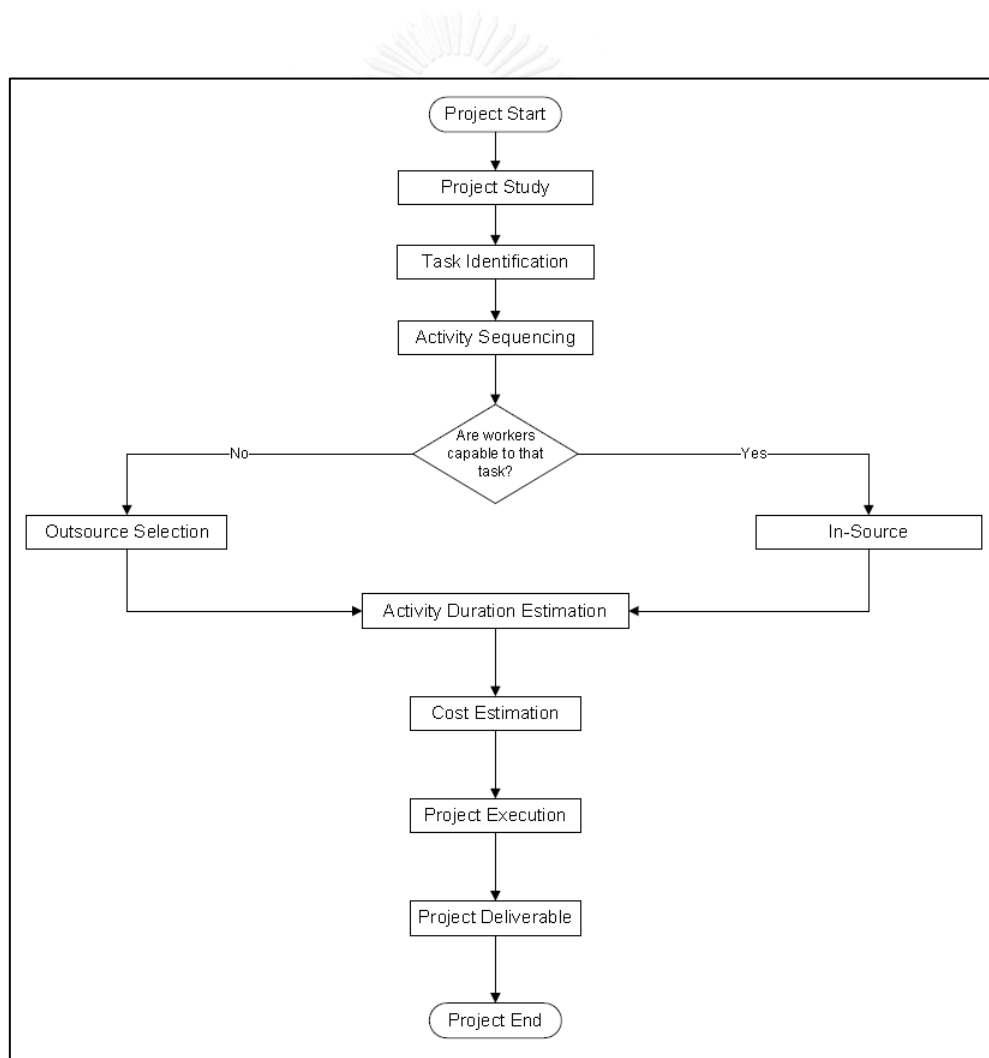 Project Start
Project Study
Task Identification
Activity Sequencing
Are workers
capable to that
task?
No
Yes
Outsource Selection
In-Source
Activity Duration Estimation
Cost Estimation
Project Execution
Project Deliverable
Project End